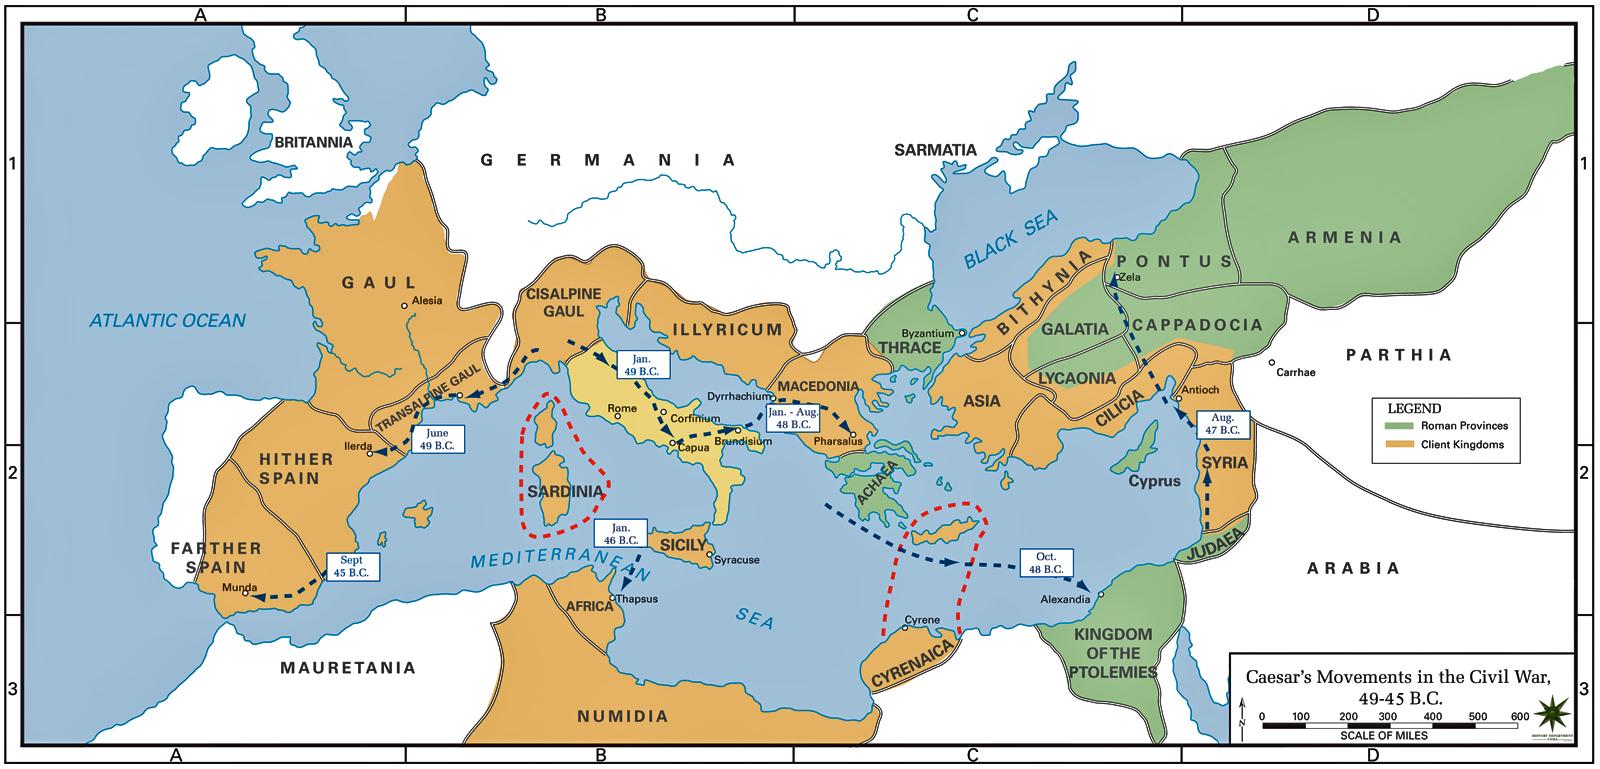 A
B
C
D
1
BRITANNIA
GERMANIA
SARMATIA
1
BLACK SEA
ARMENIA
PONTUS
Zela
GAUL
Alesia
CISALPINE
GAUL
BITHYNIA
ATLANTIC OCEAN
ILLYRICUM
Byzantium
THRACE
GALATIA
CAPPADOCIA
PARTHIA
Carrhae
Jan.
49 B.C.
TRANSALPINE GAUL
MACEDONIA
LYCAONIA
Dyrrhachium
ASIA
CILICIA
Antioch
Rome
Corfinium
Jan. - Aug.
48 B.C.
Aug.
47 B.C.
LEGEND
Roman Provinces
Client Kingdoms
June
49 B.C.
Ilerda
Capua
Brundisium
Pharsalus
2
HITHER
SPAIN
SARDINIA
ACHAEA
Cyprus
SYRIA
2
Jan.
46 B.C.
SICILY
Syracuse
FARTHER
SPAIN
Sept
45 B.C.
Munda
MEDITERRANEAN
SEA
Oct.
48 B.C.
JUDAEA
ARABIA
AFRICA
Thapsus
Alexandia
Cyrene
CYRENAICA
KINGDOM
OF THE
PTOLEMIES
MAURETANIA
NUMIDIA
3
3
Caesar's Movements in the Civil War,
49-45 B.C.
N
0 100 200 300 400 500 600
SCALE OF MILES
HISTORY DEPARTMENT
A
B
C
D